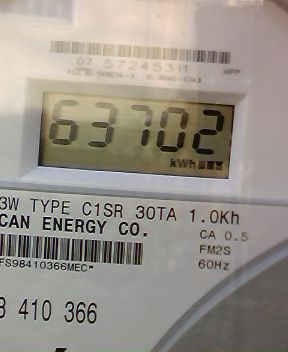 07 57245311
HPP
63702
kWh
3W TYPE C1SR 30TA 1.0Kh
CAN ENERGY CO.
CA 0.5
FM2S
FS98410366MEC*
60Hz
410 366